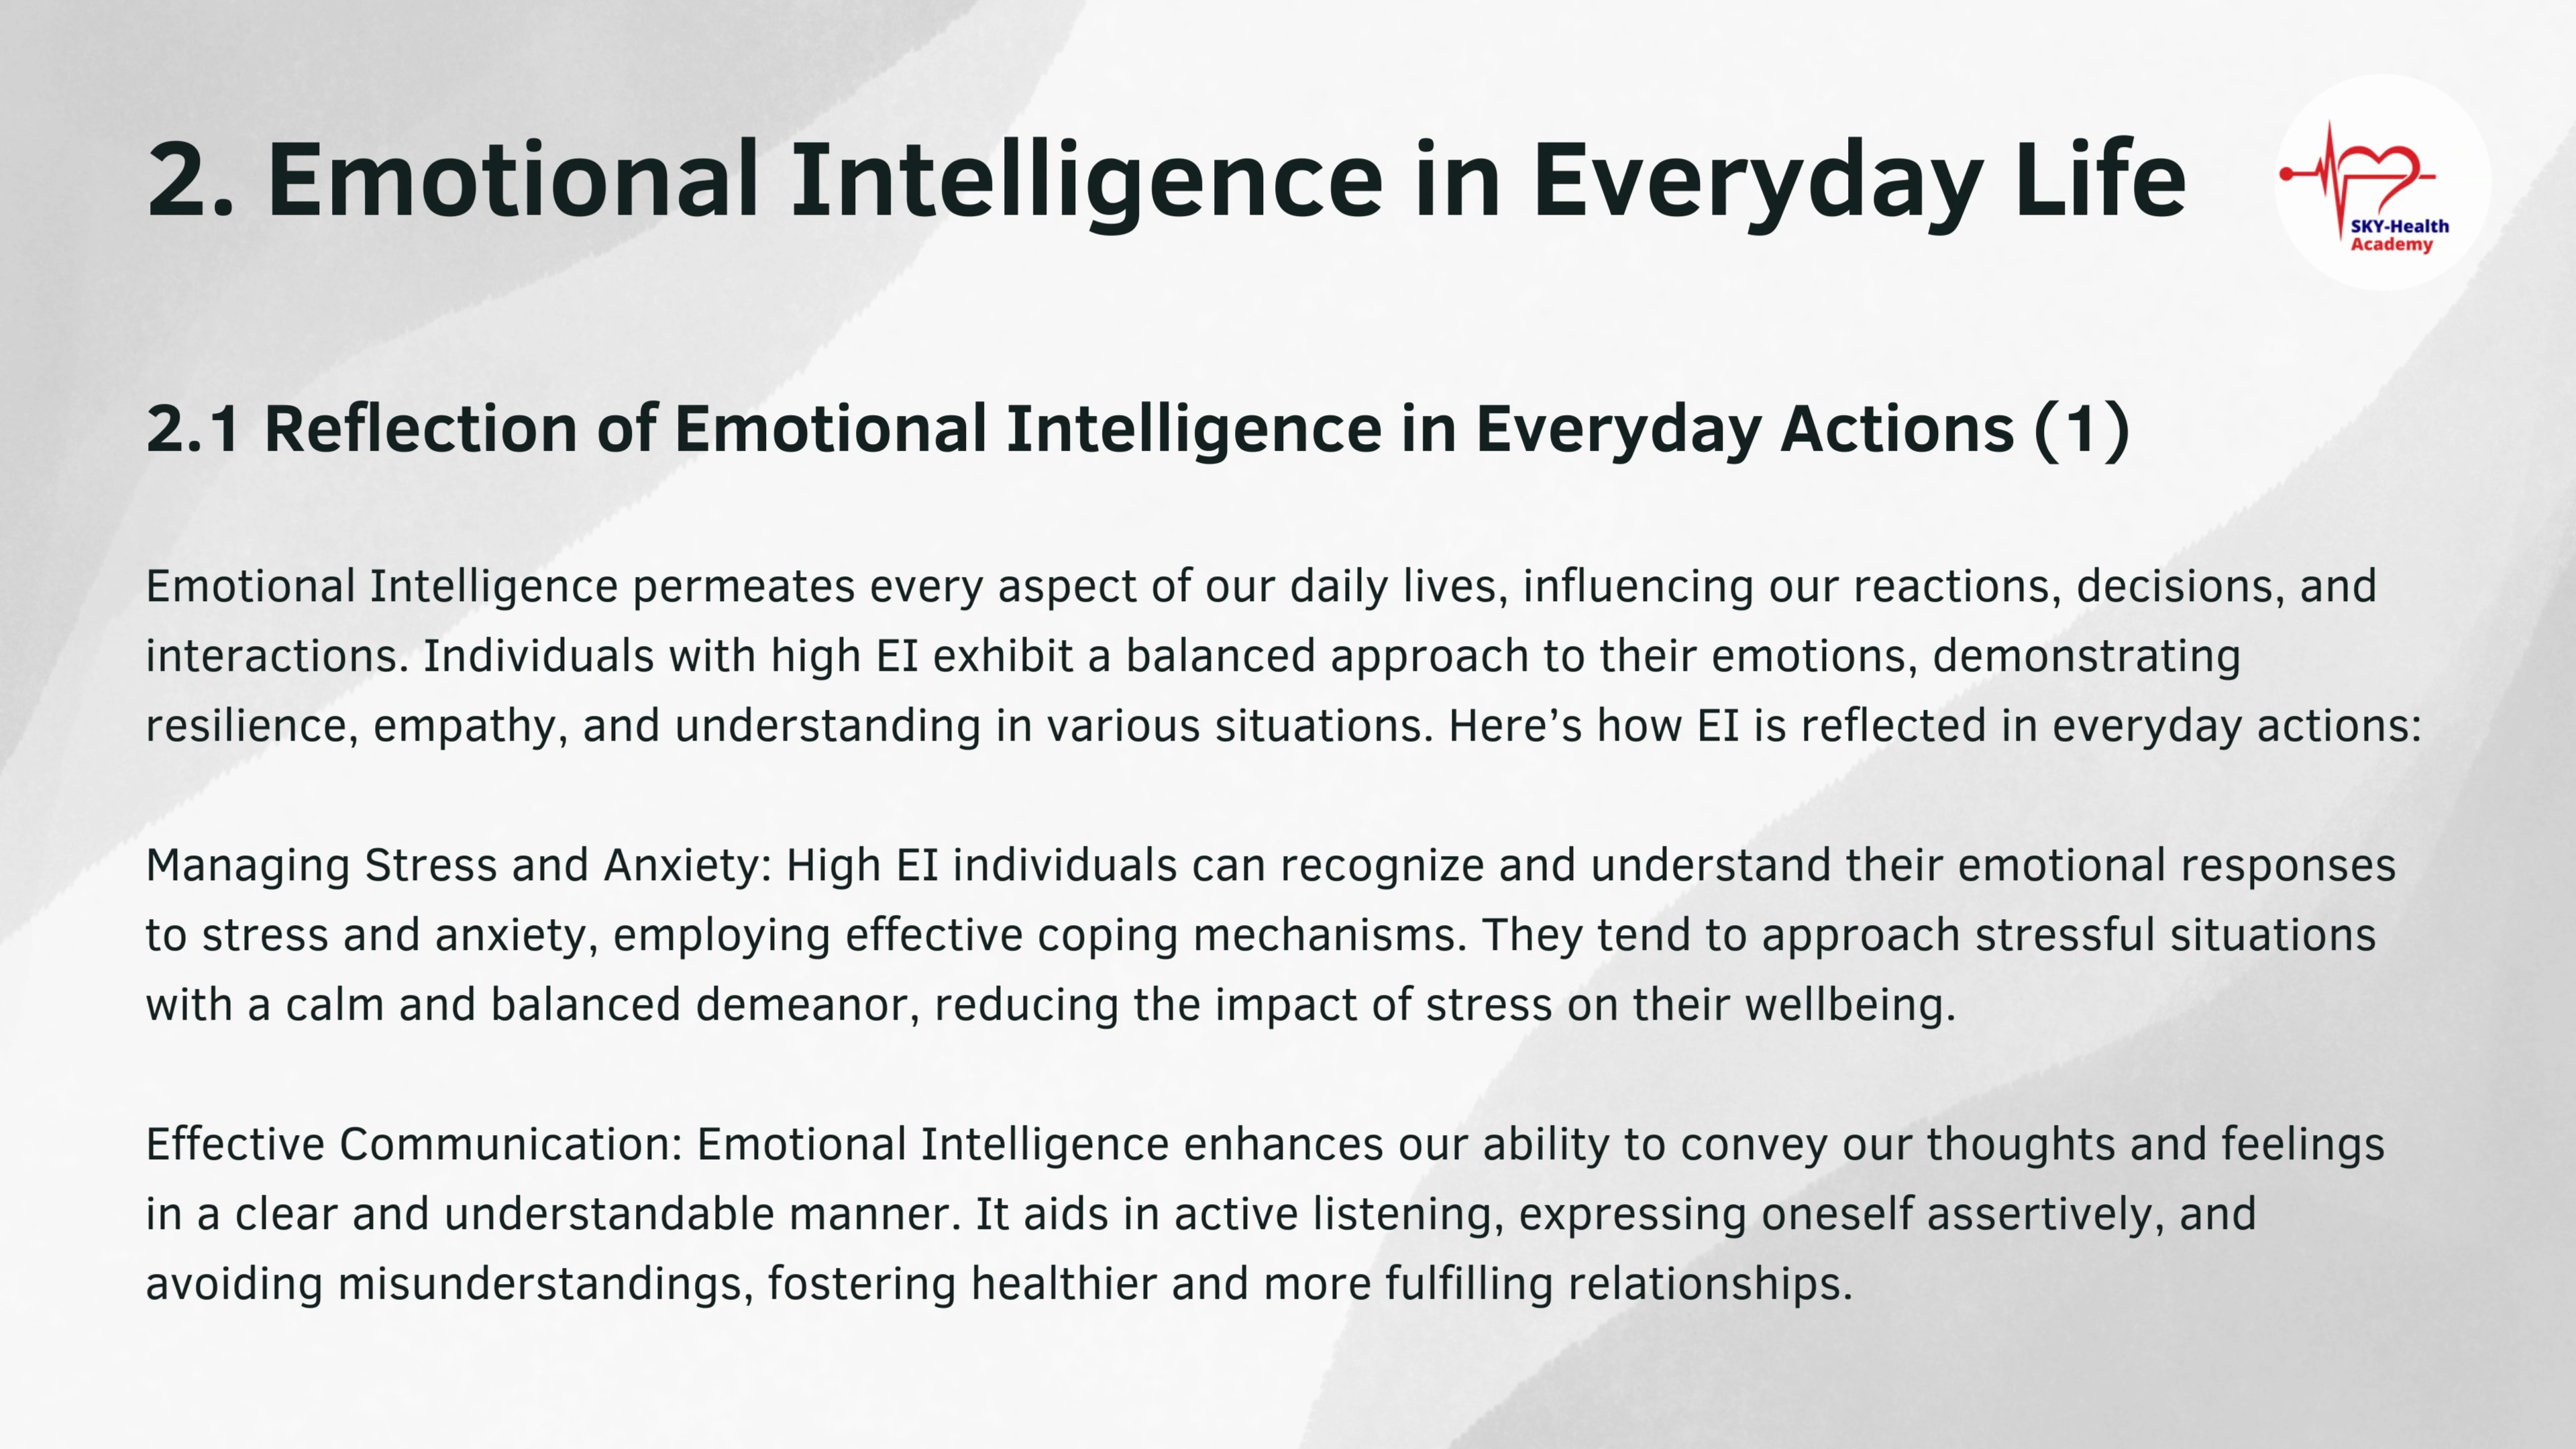 2. Emotional Intelligence in Everyday Life
SKY-Health
Academy
2.1 Reflection of Emotional Intelligence in Everyday Actions (1)
Emotional Intelligence permeates every aspect of our daily lives, influencing our reactions, decisions, and
interactions. Individuals with high EI exhibit a balanced approach to their emotions, demonstrating
resilience, empathy, and understanding in various situations. Here’s how EI is reflected in everyday actions:
Managing Stress and Anxiety: High EI individuals can recognize and understand their emotional responses
to stress and anxiety, employing effective coping mechanisms. They tend to approach stressful situations
with a calm and balanced demeanor, reducing the impact of stress on their wellbeing.
Effective Communication: Emotional Intelligence enhances our ability to convey our thoughts and feelings
in a clear and understandable manner. It aids in active listening, expressing oneself assertively, and
avoiding misunderstandings, fostering healthier and more fulfilling relationships.